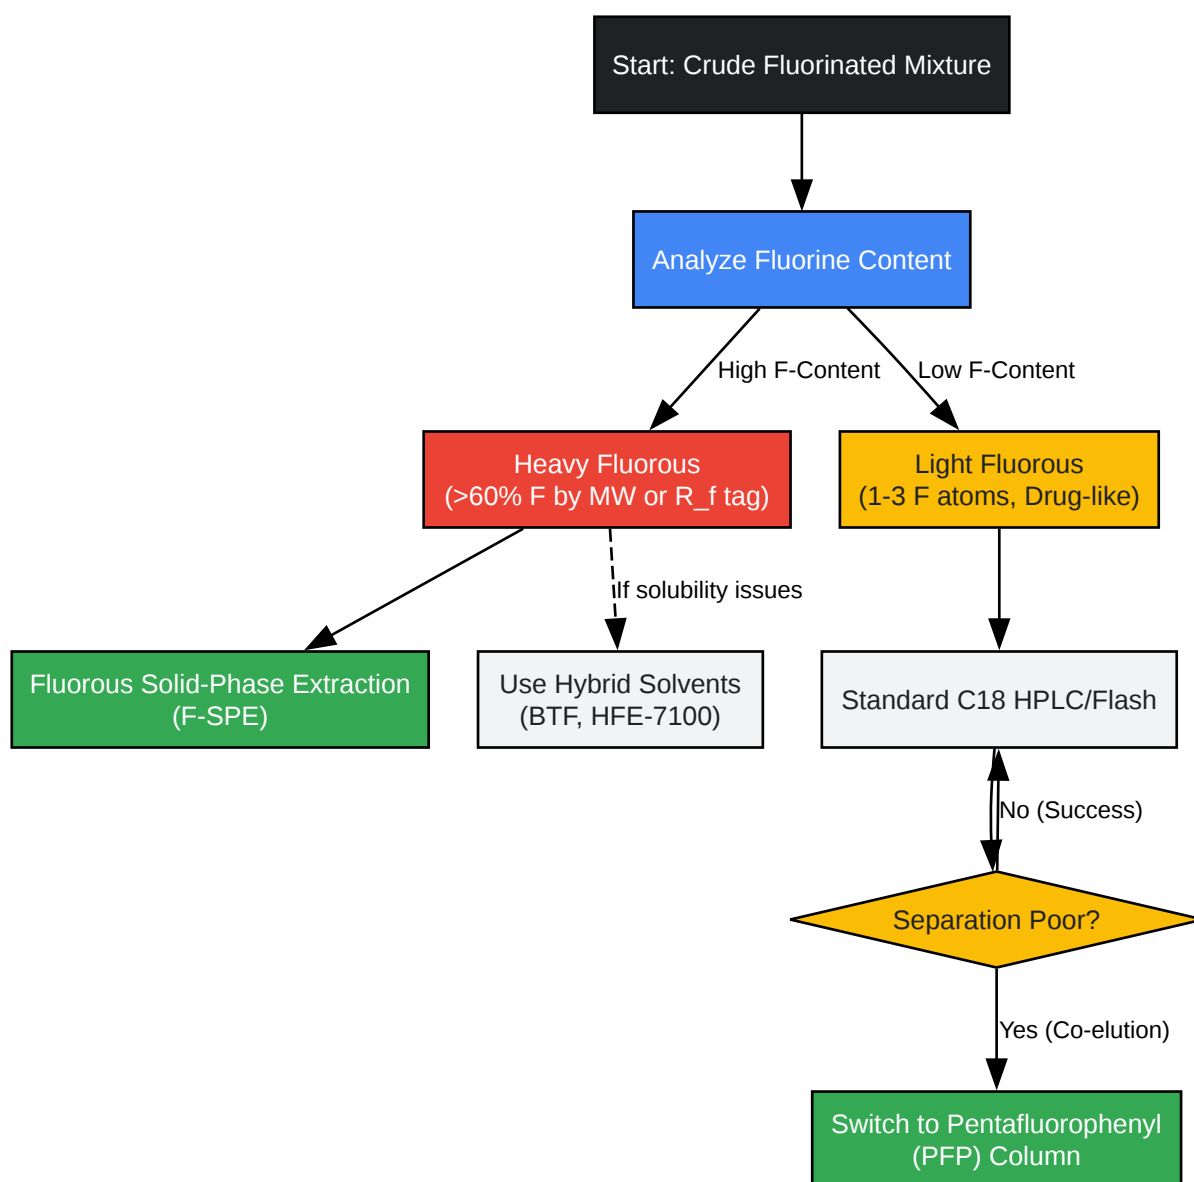 Start: Crude Fluorinated Mixture
Analyze Fluorine Content
High F-Content
Low F-Content
Heavy Fluorous
(>60% F by MW or R_f tag)
Light Fluorous
(1-3 F atoms, Drug-like)
If solubility issues
Fluorous Solid-Phase Extraction
(F-SPE)
Use Hybrid Solvents
(BTF, HFE-7100)
Standard C18 HPLC/Flash
No (Success)
Separation Poor?
Yes (Co-elution)
Switch to Pentafluorophenyl
(PFP) Column